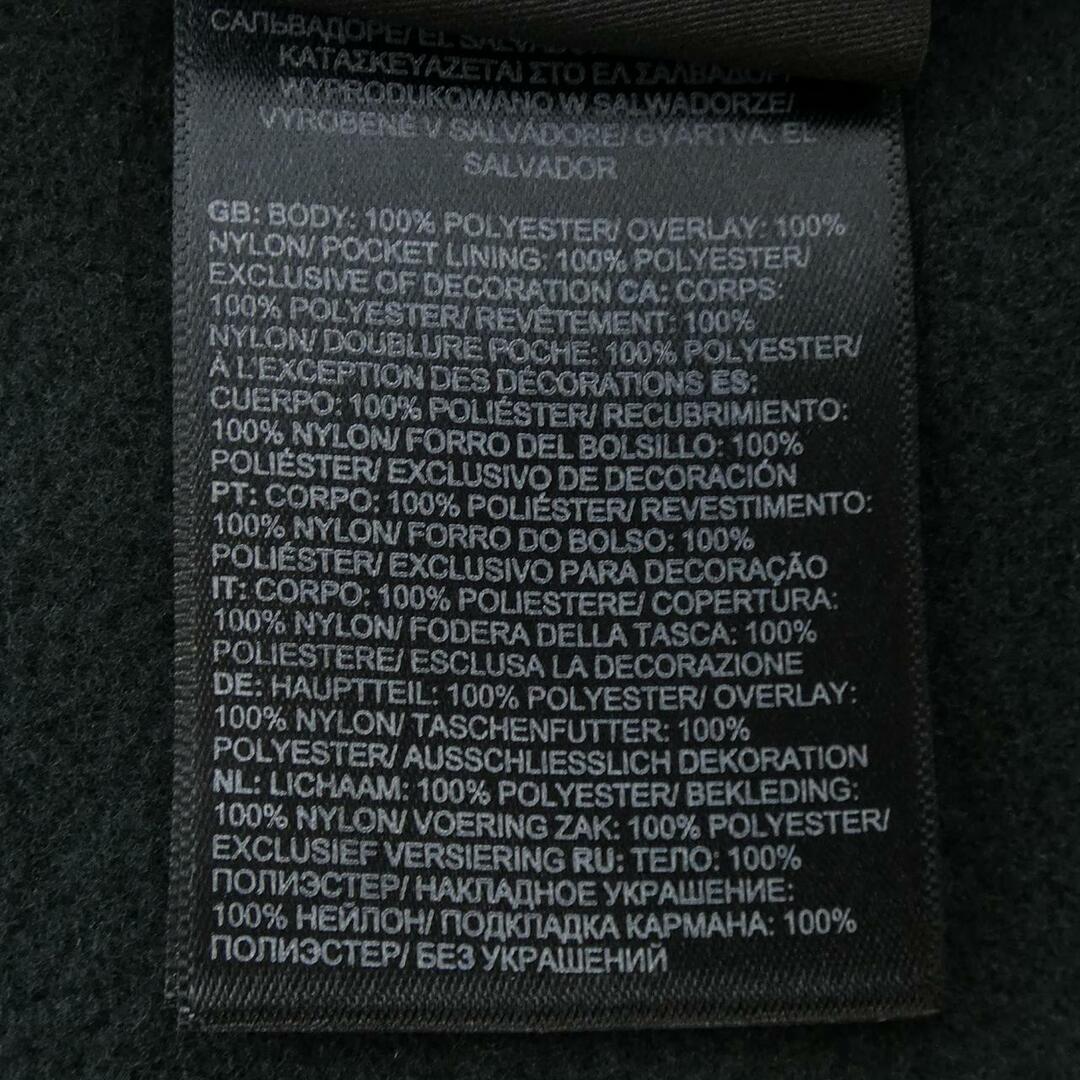 САЛЬВАДОРЕ/ EL SALVADOR
ΚΑΤΑΣΚΕΥΑΖΕΤΑΙ ΣΤΟ ΕΛ ΣΑΛΒΑΔΟΡ/
WYPRODUKOWANO W SALWADORZE/
VYROBENÉ V SALVÁDORE/ GYÁRTVA: EL
SALVADOR
GB: BODY: 100% POLYESTER/ OVERLAY: 100%
NYLON/ POCKET LINING: 100% POLYESTER/
EXCLUSIVE OF DECORATION CA: CORPS:
100% POLYESTER/ REVÊTEMENT: 100%
NYLON/ DOUBLURE POCHE: 100% POLYESTER/
À L'EXCEPTION DES DÉCORATIONS ES:
CUERPO: 100% POLIÉSTER/ RECUBRIMIENTO:
100% NYLON/ FORRO DEL BOLSILLO: 100%
POLIÉSTER/ EXCLUSIVO DE DECORACIÓN
PT: CORPO: 100% POLIÉSTER/ REVESTIMENTO:
100% NYLON/ FORRO DO BOLSO: 100%
POLIÉSTER/ EXCLUSIVO PARA DECORAÇÃO
IT: CORPO: 100% POLIESTERE/ COPERTURA:
100% NYLON/ FODERA DELLA TASCA: 100%
POLIESTERE/ ESCLUSA LA DECORAZIONE
DE: HAUPTTEIL: 100% POLYESTER/ OVERLAY:
100% NYLON/ TASCHENFUTTER: 100%
POLYESTER/ AUSSCHLIESSLICH DEKORATION
NL: LICHAAM: 100% POLYESTER/ BEKLEDING:
100% NYLON/ VOERING ZAK: 100% POLYESTER/
EXCLUSIEF VERSIERING RU: ТЕЛО: 100%
ПОЛИЭСТЕР/ НАКЛАДНОЕ УКРАШЕНИЕ:
100% НЕЙЛОН/ ПОДКЛАДКА КАРМАНА: 100%
ПОЛИЭСТЕР/ БЕЗ УКРАШЕНИЙ